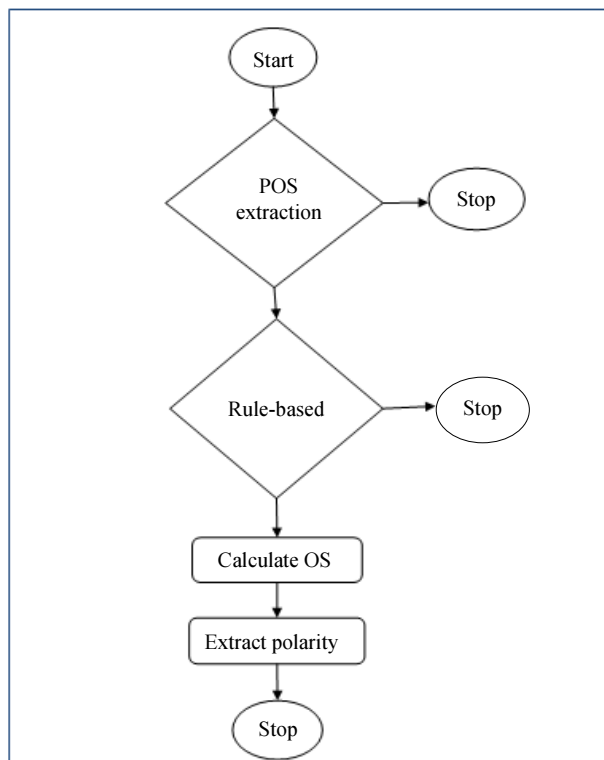 Start
POS
extraction
Stop
Rule-based
Stop
Calculate OS
Extract polarity
Stop